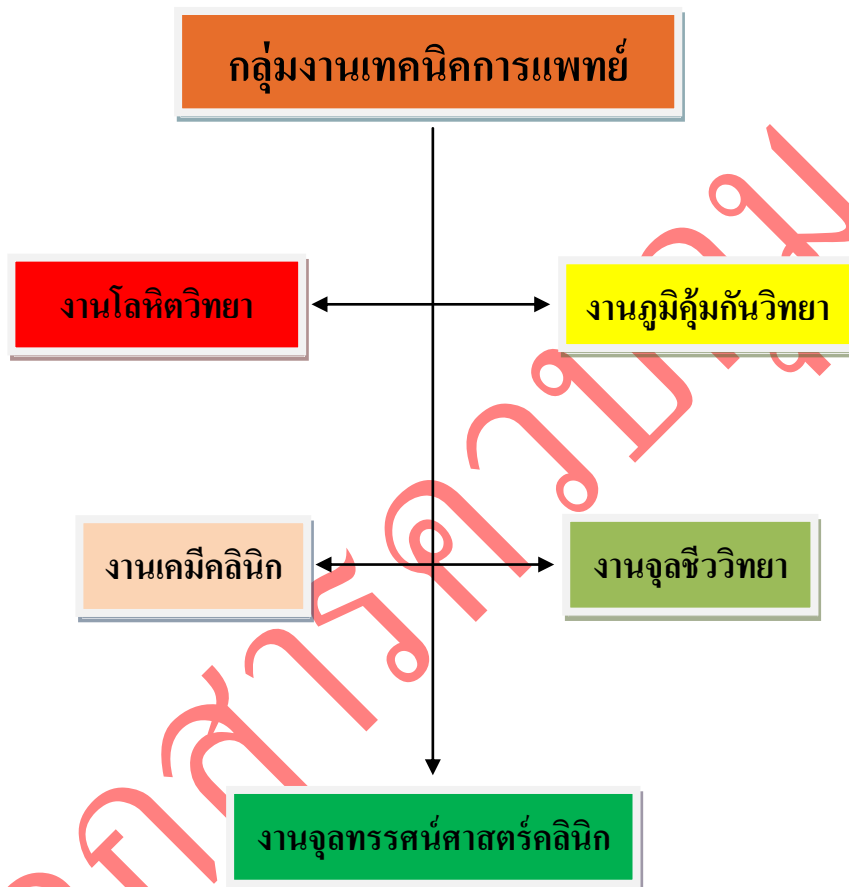 กลุ่มงานเทคนิคการแพทย์
งานโลหิตวิทยา
งานภูมิคุ้มกันวิทยา
งานเคมีคลินิก
งานจุลชีววิทยา
งานจุลทรรศน์ศาสตร์คลินิก